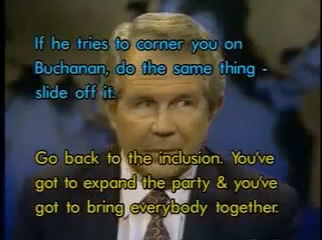 If he tries to corner you on
Buchanan, do the same thing -
slide off it.
Go back to the inclusion. You've
got to expand the party & you've
got to bring everybody together.